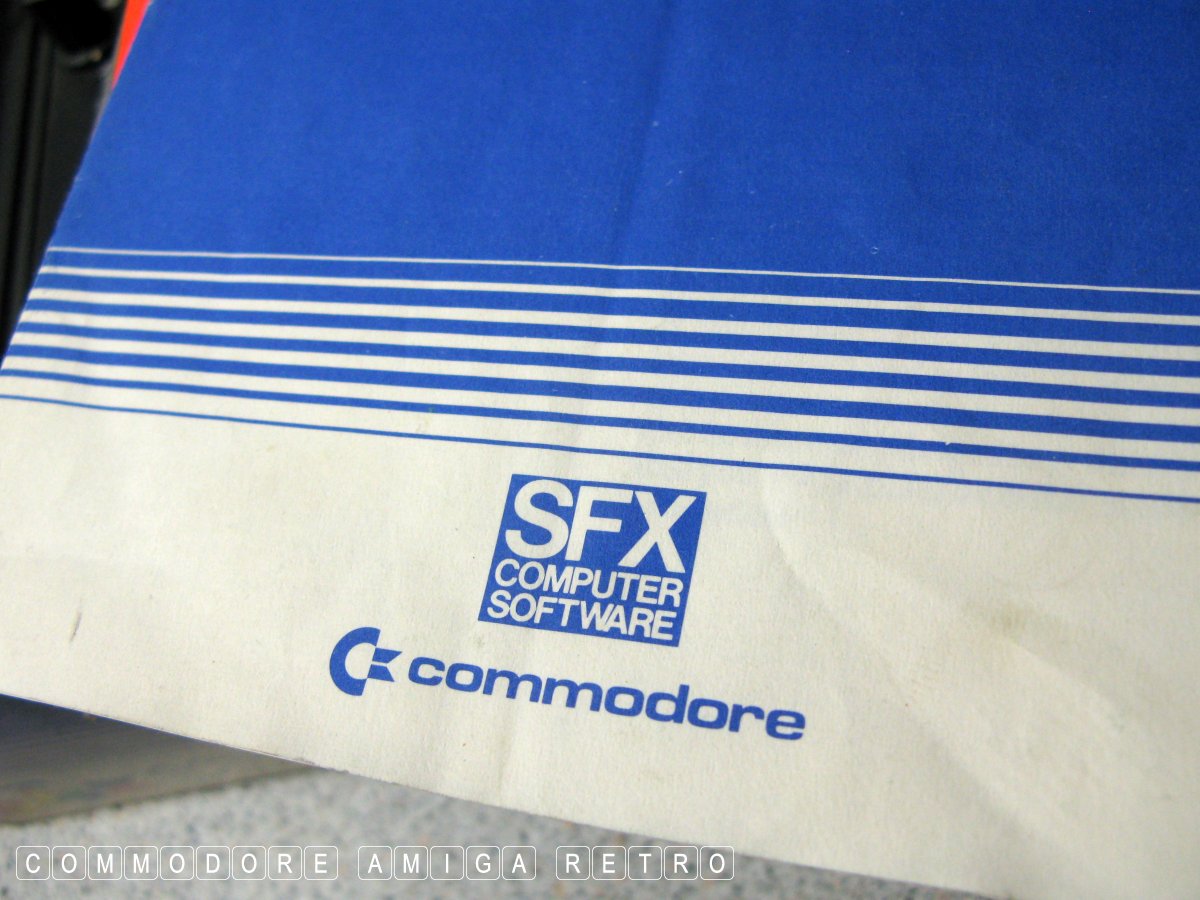 SFX
COMPUTER
SOFTWARE
commodore
COMMODORE AMIGA RETRO